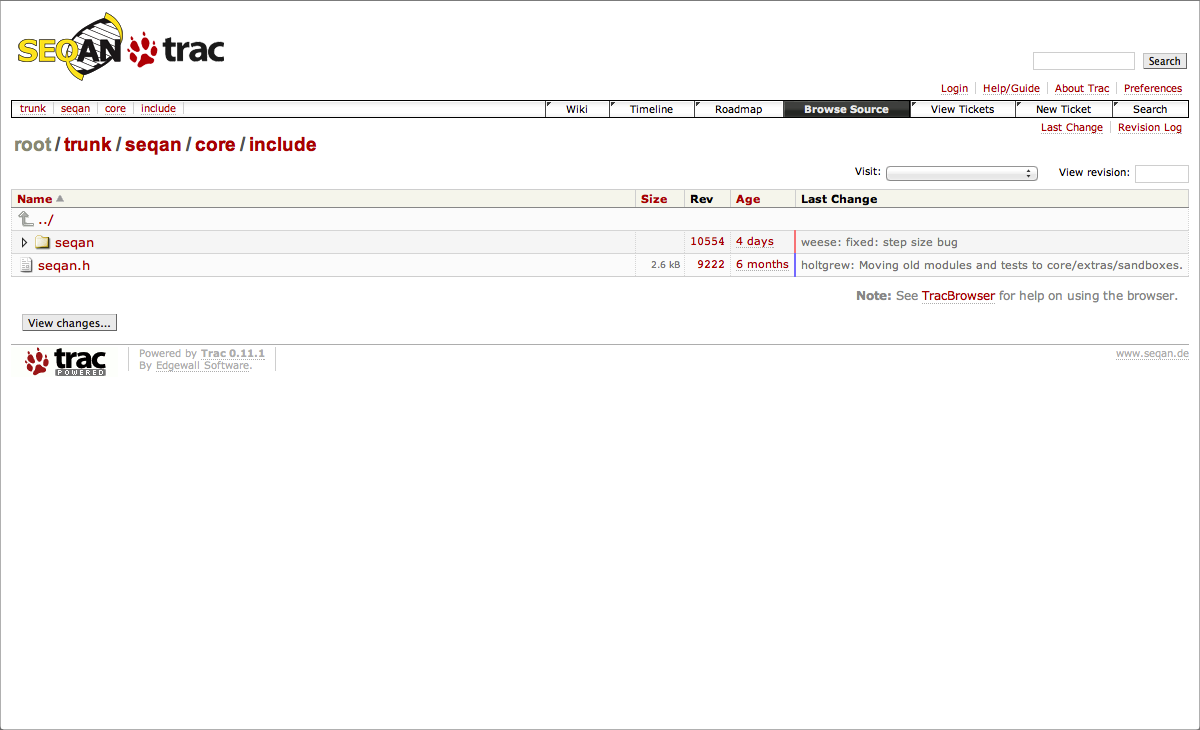 SEQAN trac
Search
Login Help/Guide About Trac Preferences
trunk seqan core include Wiki Timeline Roadmap Browse Source View Tickets New Ticket Search
Last Change Revision Log
root / trunk / seqan / core / include
Visit: View revision:
Name Size Rev Age Last Change
../
seqan 10554 4 days weese: fixed: step size bug
seqan.h 2.6 kB 9222 6 months holtgrew: Moving old modules and tests to core/extras/sandboxes.
Note: See TracBrowser for help on using the browser.
View changes...
trac POWERED
Powered by Trac 0.11.1
By Edgewall Software.
www.seqan.de